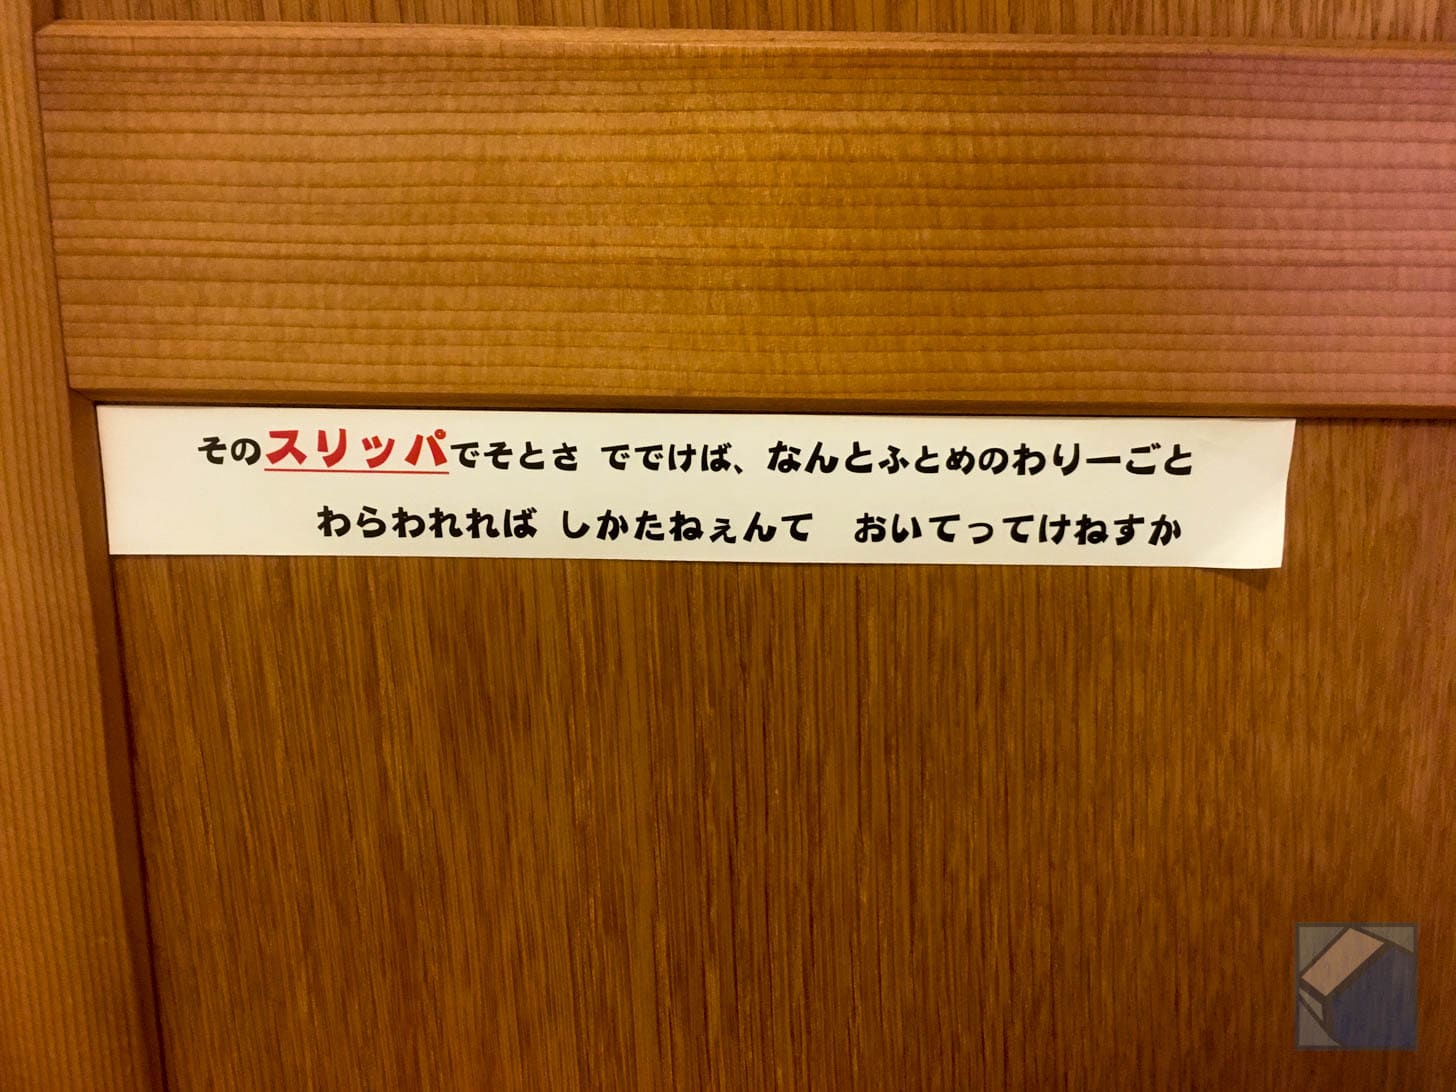 そのスリッパでそとさ ででけば、なんとふとめのわりーごと
わらわれれば しかたねぇんて　おいてってけねすか